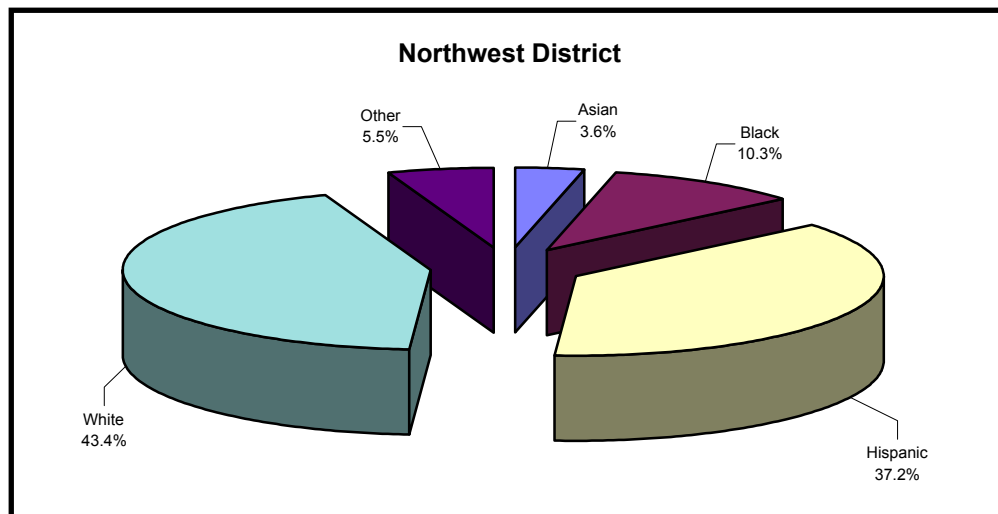 Northwest District
Other
5.5%
Asian
3.6%
Black
10.3%
White
43.4%
Hispanic
37.2%